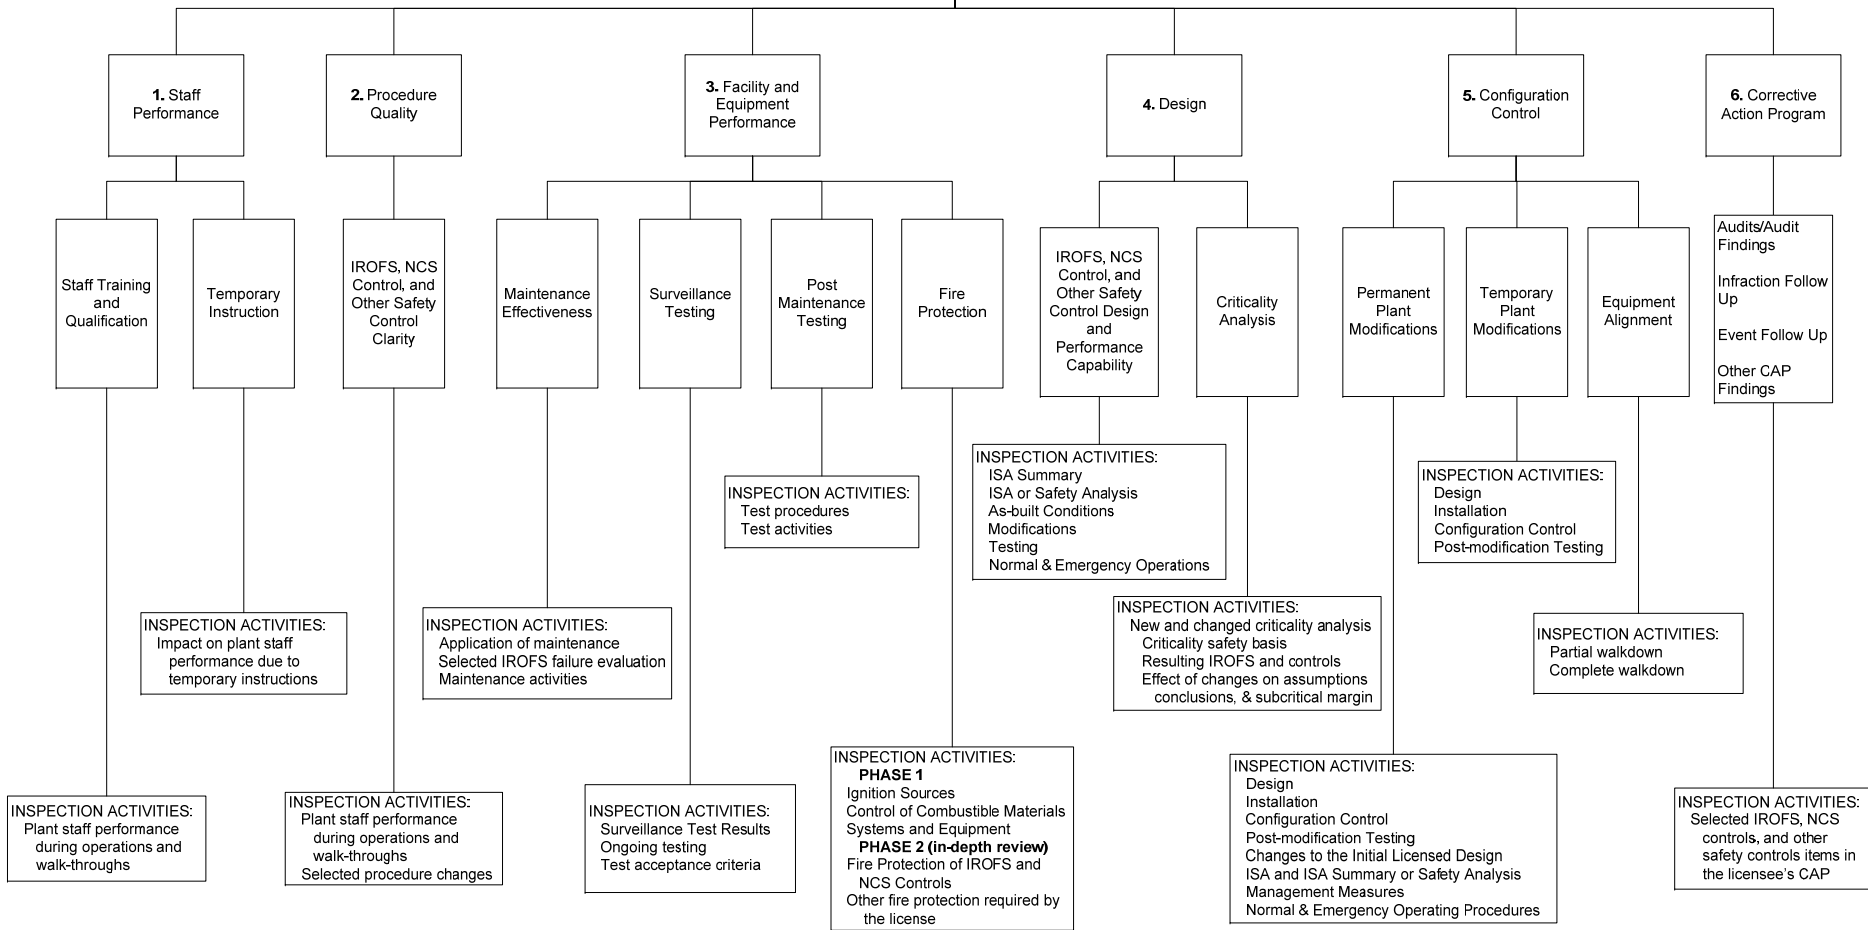 1. Staff
Performance
2. Procedure
Quality
3. Facility and
Equipment
Performance
4. Design
5. Configuration
Control
6. Corrective
Action Program
Staff Training
and
Qualification
Temporary
Instruction
IROFS, NCS
Control, and
Other Safety
Control
Clarity
Maintenance
Effectiveness
Surveillance
Testing
Post
Maintenance
Testing
Fire
Protection
IROFS, NCS
Control, and
Other Safety
Control Design
and
Performance
Capability
Criticality
Analysis
Permanent
Plant
Modifications
Temporary
Plant
Modifications
Equipment
Alignment
Audits/Audit
Findings
Infraction Follow
Up
Event Follow Up
Other CAP
Findings
INSPECTION ACTIVITIES:
Plant staff performance
during operations and
walk-throughs
INSPECTION ACTIVITIES:
Impact on plant staff
performance due to
temporary instructions
INSPECTION ACTIVITIES:
Plant staff performance
during operations and
walk-throughs
Selected procedure changes
INSPECTION ACTIVITIES:
Application of maintenance
Selected IROFS failure evaluation
Maintenance activities
INSPECTION ACTIVITIES:
Surveillance Test Results
Ongoing testing
Test acceptance criteria
INSPECTION ACTIVITIES:
Test procedures
Test activities
INSPECTION ACTIVITIES:
PHASE 1
Ignition Sources
Control of Combustible Materials
Systems and Equipment
PHASE 2 (in-depth review)
Fire Protection of IROFS and
NCS Controls
Other fire protection required by
the license
INSPECTION ACTIVITIES:
ISA Summary
ISA or Safety Analysis
As-built Conditions
Modifications
Testing
Normal & Emergency Operations
INSPECTION ACTIVITIES:
New and changed criticality analysis
Criticality safety basis
Resulting IROFS and controls
Effect of changes on assumptions
conclusions, & subcritical margin
INSPECTION ACTIVITIES:
Design
Installation
Configuration Control
Post-modification Testing
Changes to the Initial Licensed Design
ISA and ISA Summary or Safety Analysis
Management Measures
Normal & Emergency Operating Procedures
INSPECTION ACTIVITIES:
Design
Installation
Configuration Control
Post-modification Testing
INSPECTION ACTIVITIES:
Partial walkdown
Complete walkdown
INSPECTION ACTIVITIES:
Selected IROFS, NCS
controls, and other
safety controls items in
the licensee's CAP